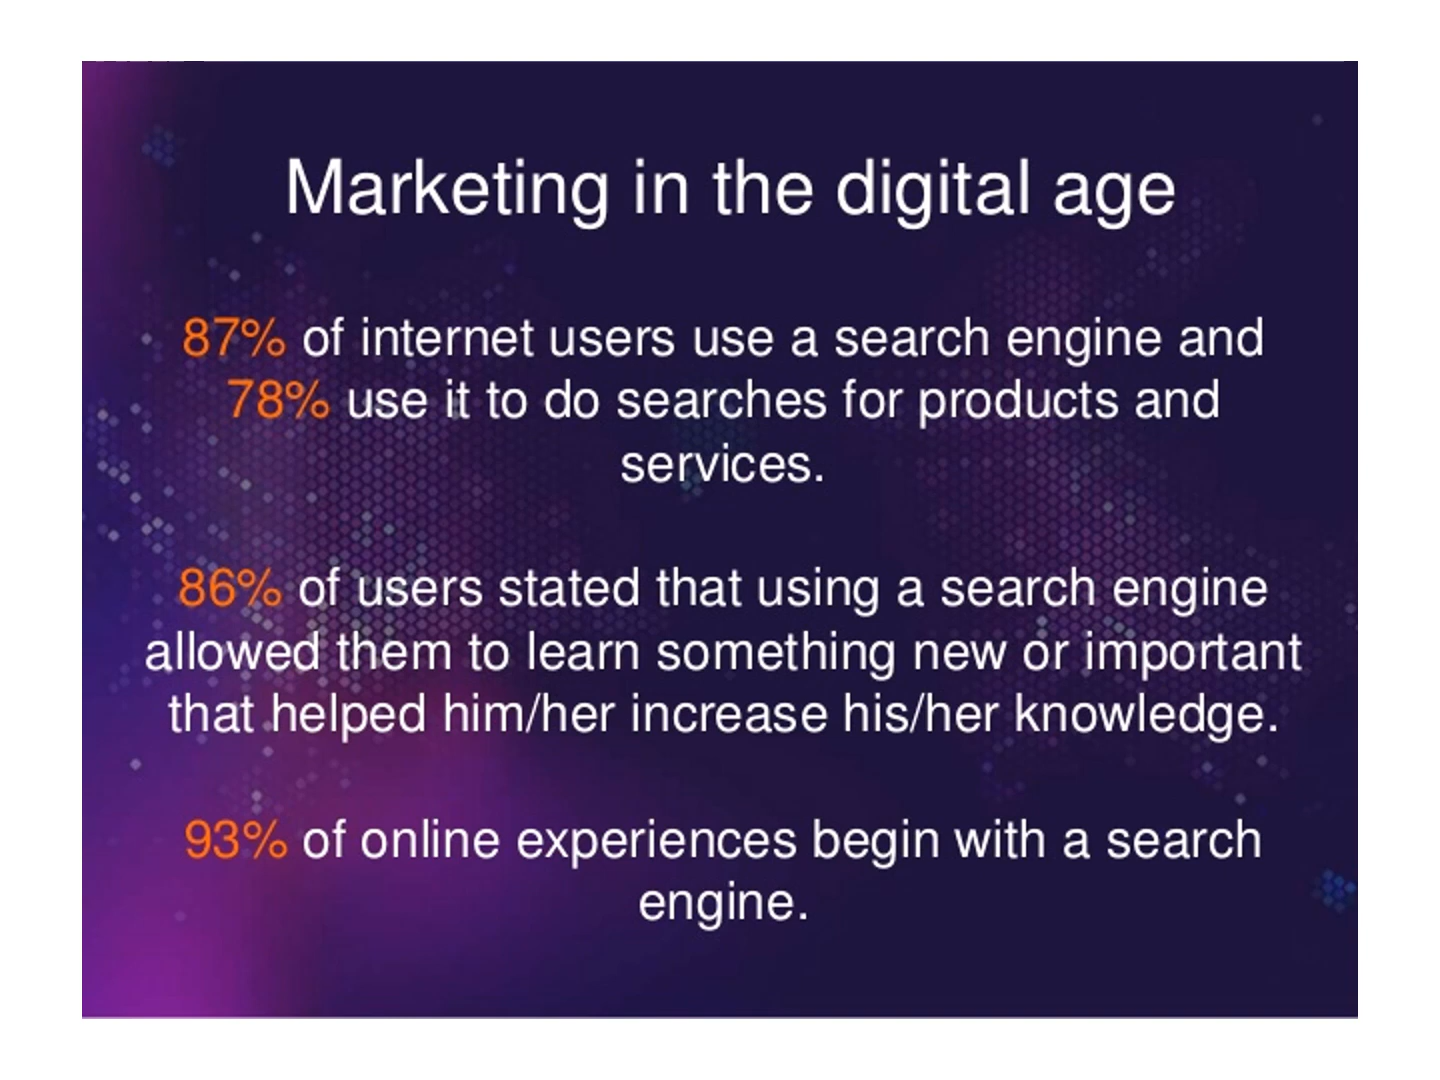 Marketing in the digital age
87% of internet users use a search engine and
78% use it to do searches for products and
services.
86% of users stated that using a search engine
allowed them to learn something new or important
that helped him/her increase his/her knowledge.
93% of online experiences begin with a search
engine.